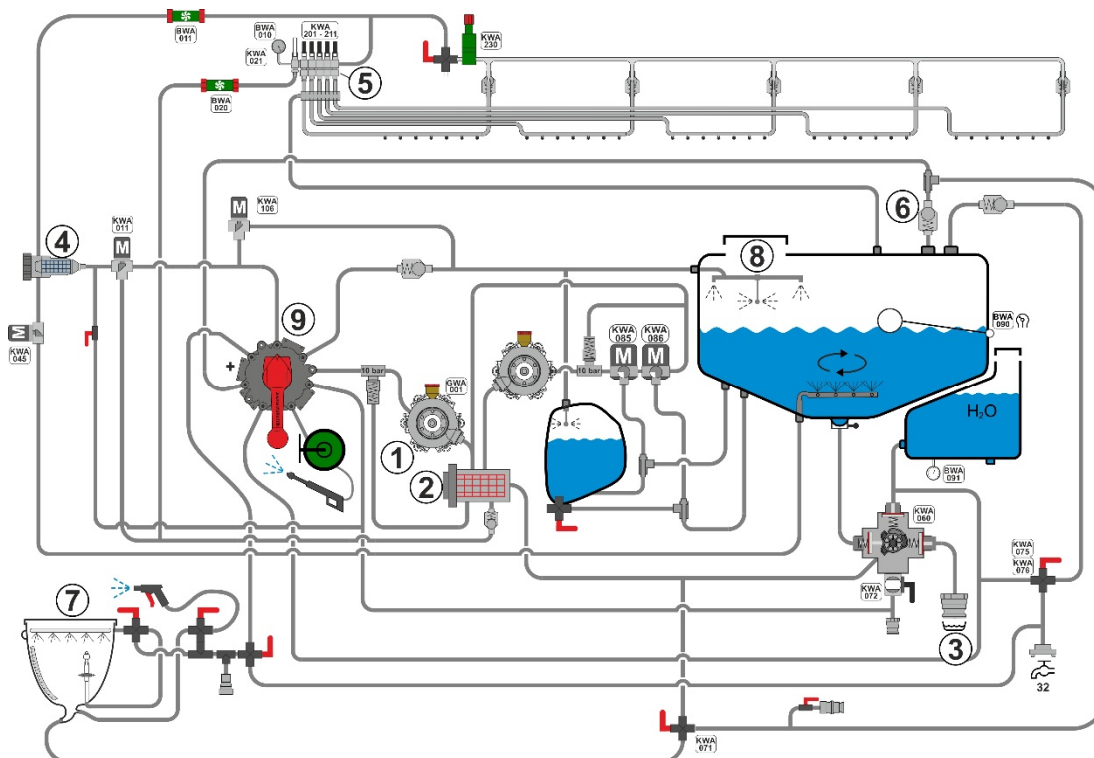 BWA
011
BWA
010
KWA
021
KWA
201 - 211
5
BWA
020
KWA
230
4
KWA
011
M
M
KWA
106
6
8
BWA
090
M
KWA
045
9
+
10 bar
GWA
001
1
2
10 bar
KWA
085
M
KWA
086
M
H₂O
BWA
091
KWA
060
KWA
072
3
KWA
075
KWA
076
32
7
KWA
071